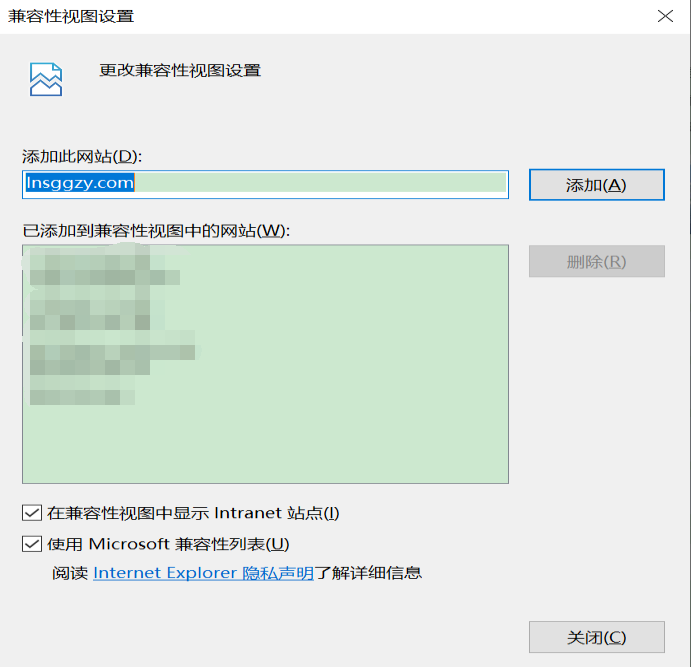 兼容性视图设置
更改兼容性视图设置
添加此网站(D):
lnsggzy.com
添加(A)
已添加到兼容性视图中的网站(W):
删除(R)
在兼容性视图中显示 Intranet 站点(I)
使用 Microsoft 兼容性列表(U)
阅读 Internet Explorer 隐私声明了解详细信息
关闭(C)